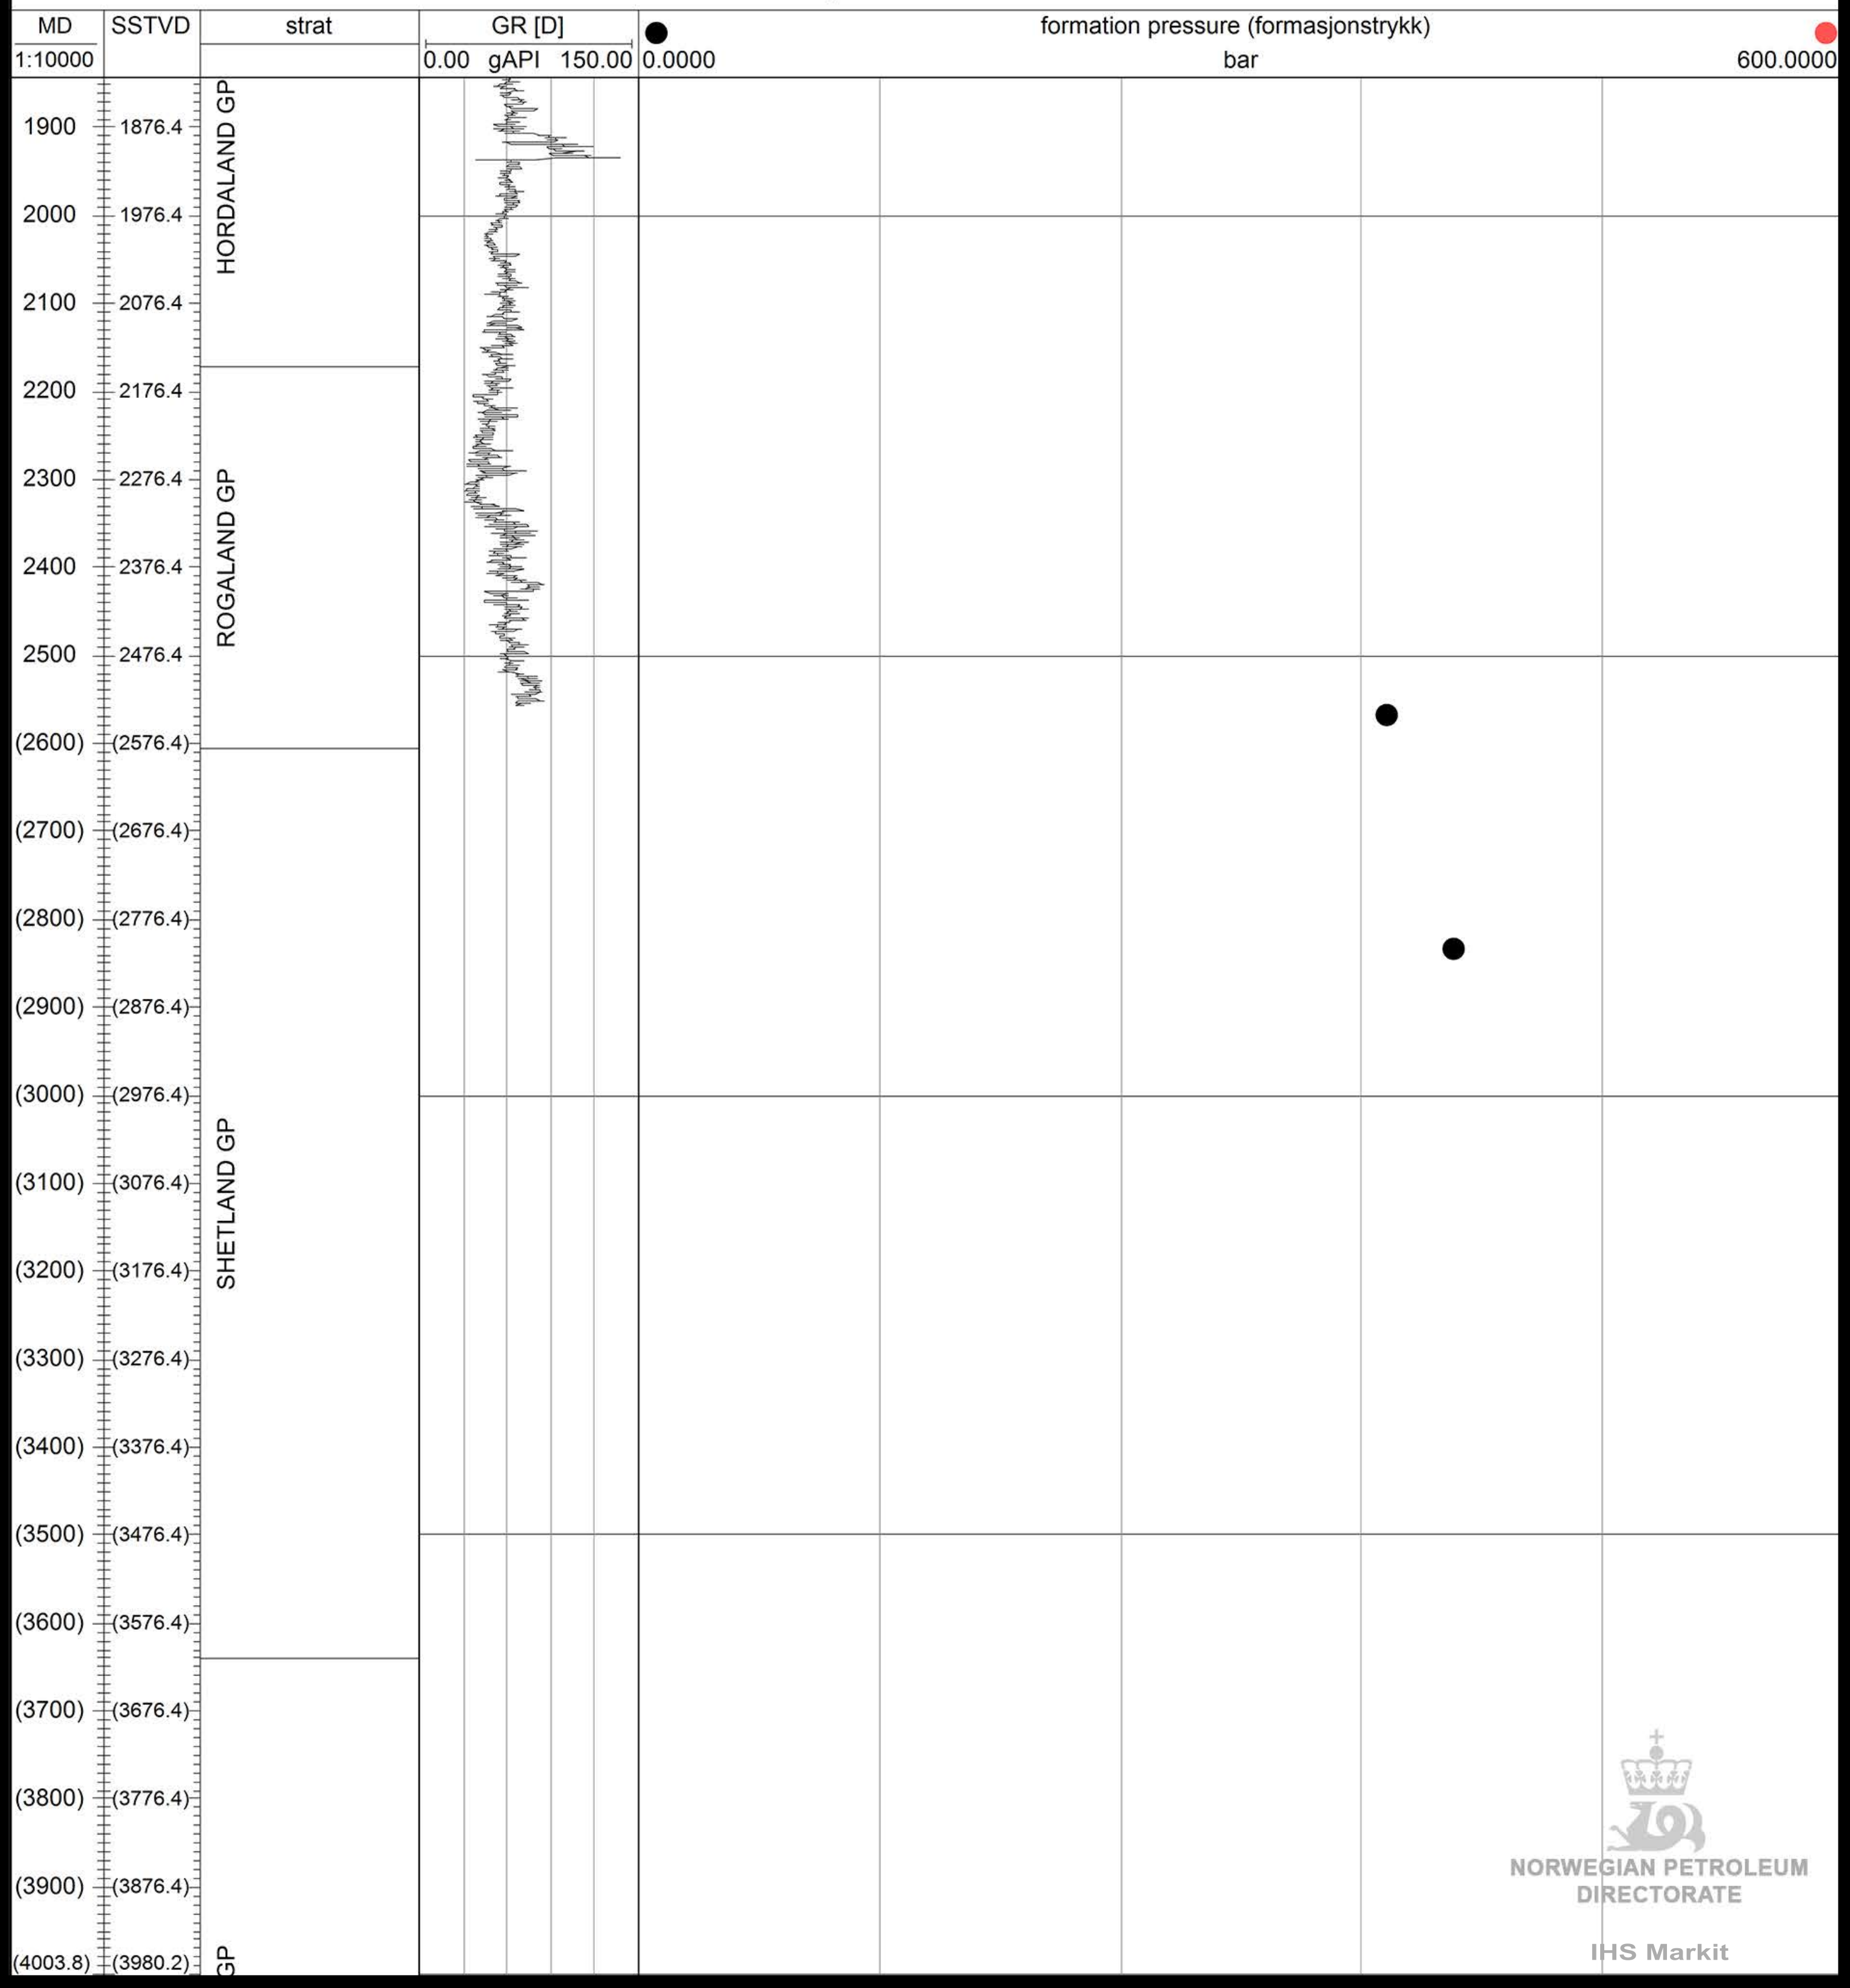 MD SSTVD strat GR [D] formation pressure (formasjonstrykk)
1:10000 0.00 gAPI 150.00 0.0000 bar 600.0000
HORDALAND GP
1900 1876.4
2000 1976.4
2100 2076.4
2200 2176.4
ROGALAND GP
2300 2276.4
2400 2376.4
2500 2476.4
(2600) (2576.4)
(2700) (2676.4)
(2800) (2776.4)
(2900) (2876.4)
(3000) (2976.4)
SHETLAND GP
(3100) (3076.4)
(3200) (3176.4)
(3300) (3276.4)
(3400) (3376.4)
(3500) (3476.4)
(3600) (3576.4)
(3700) (3676.4)
(3800) (3776.4)
NORWEGIAN PETROLEUM
(3900) (3876.4) DIRECTORATE
IHS Markit
(4003.8) (3980.2) GP